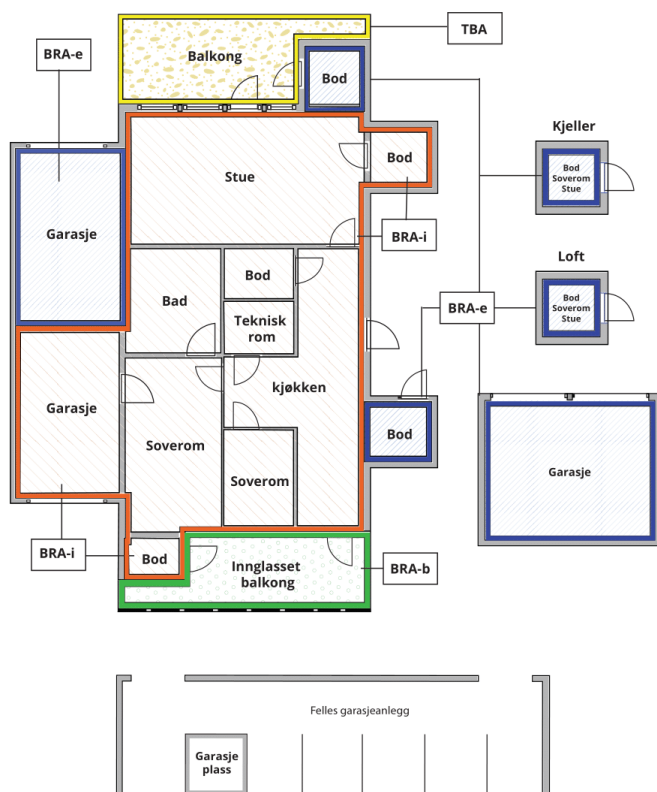 TBA
BRA-e
Balkong
Bod
Kjeller
Stue
Bod
Bod
Soverom
Stue
Garasje
BRA-i
Loft
Bod
Bad
Teknisk
rom
BRA-e
Bod
Soverom
Stue
kjøkken
Garasje
Soverom
Bod
Garasje
Soverom
BRA-i
Bod
Innglasset
balkong
BRA-b
Felles garasjeanlegg
Garasje
plass